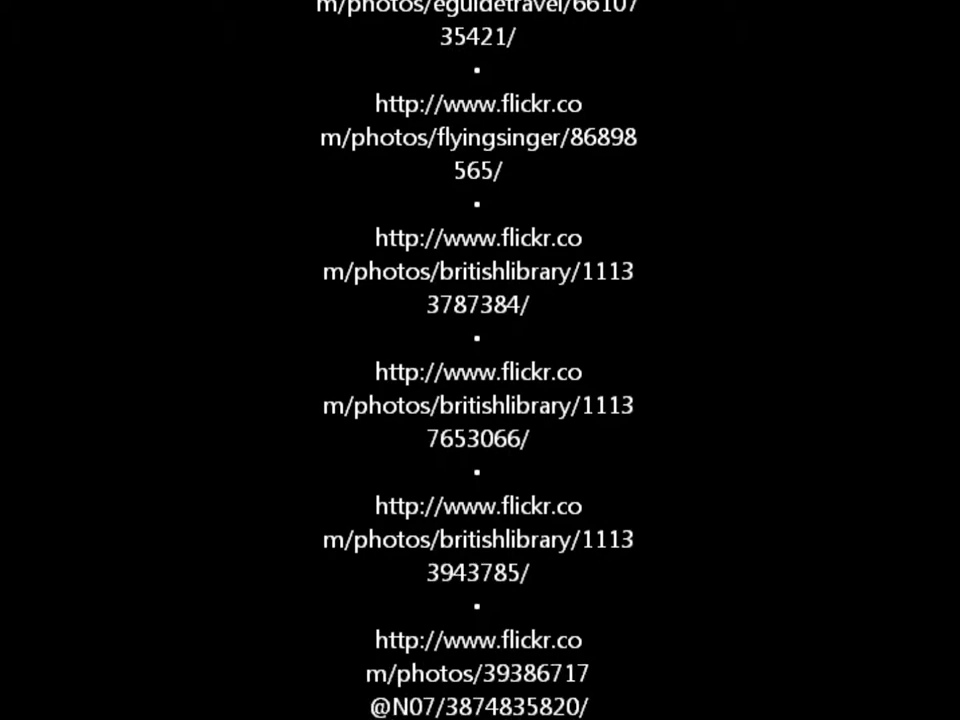 m/photos/eguidetravel/66107
35421/
•
http://www.flickr.co
m/photos/flyingsinger/86898
565/
•
http://www.flickr.co
m/photos/britishlibrary/1113
3787384/
•
http://www.flickr.co
m/photos/britishlibrary/1113
7653066/
•
http://www.flickr.co
m/photos/britishlibrary/1113
3943785/
•
http://www.flickr.co
m/photos/39386717
@N07/3874835820/